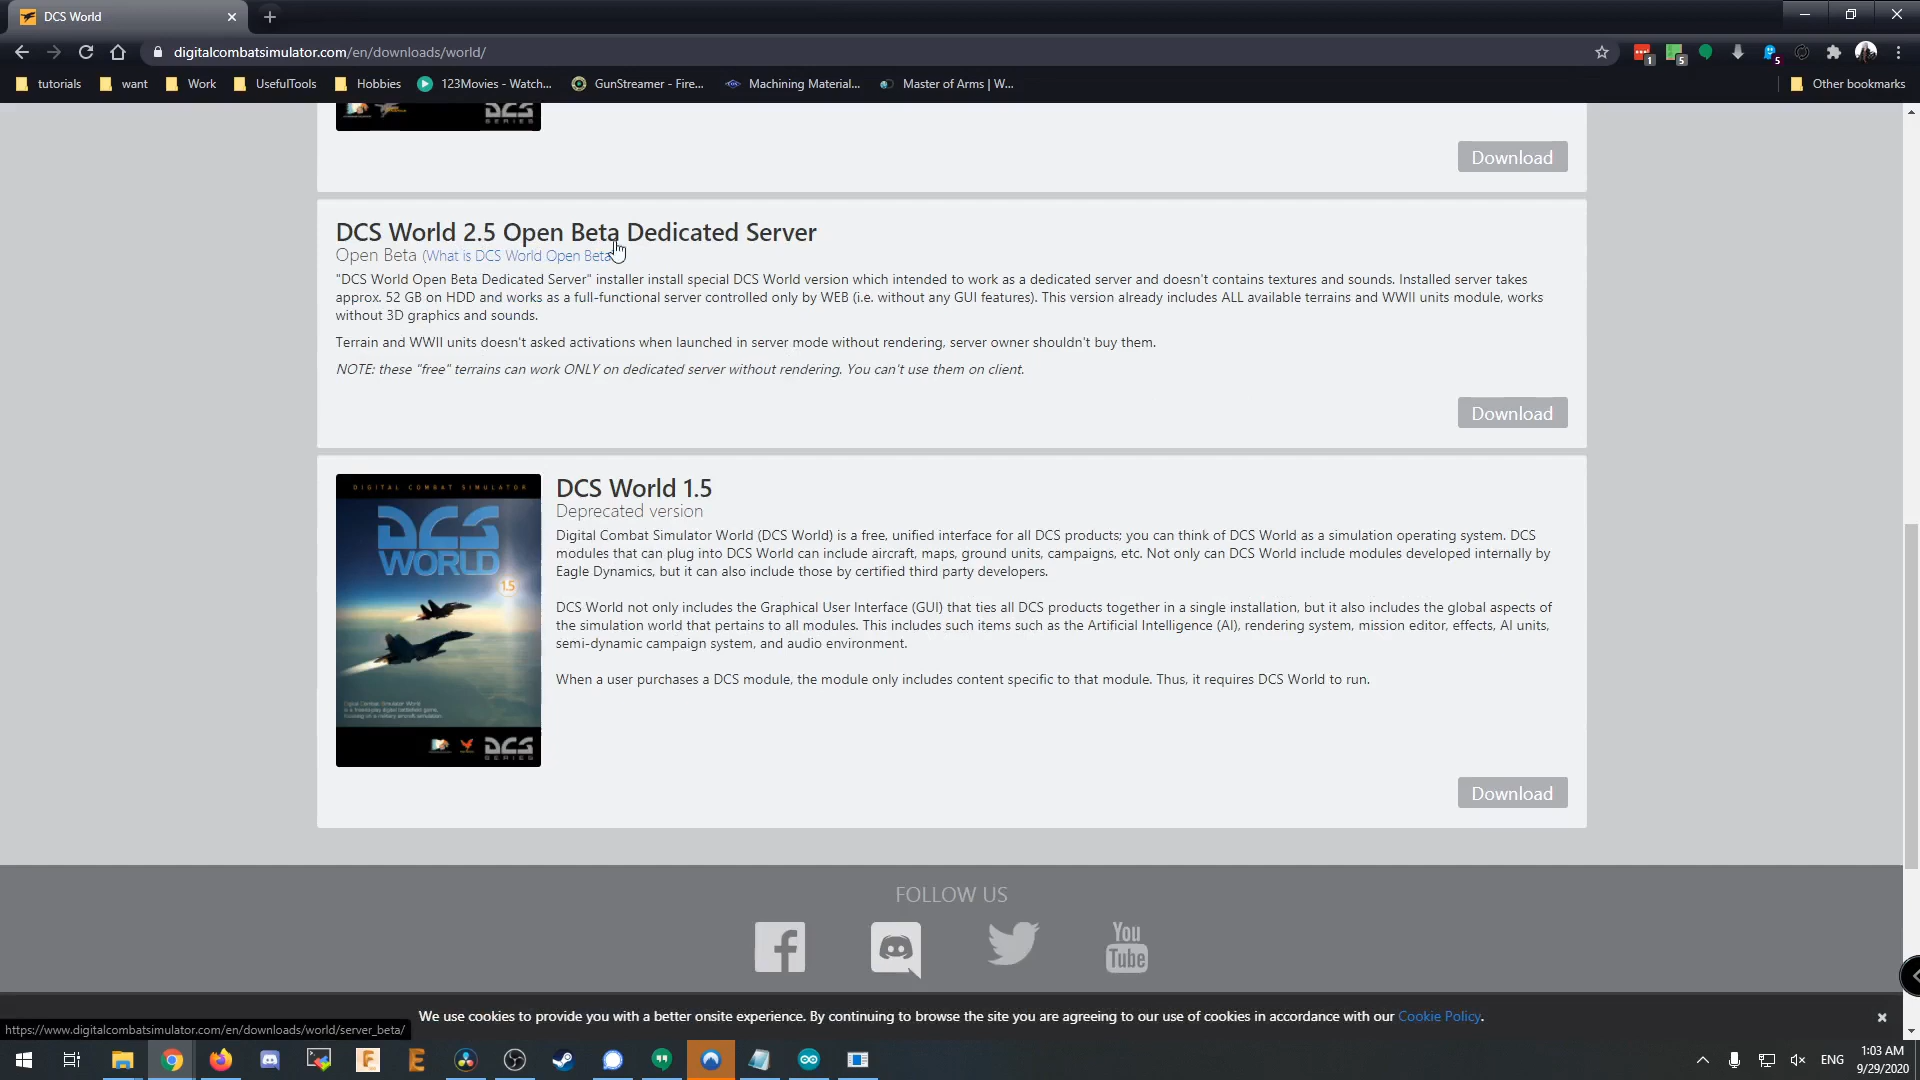 DCS World
digitalcombatsimulator.com/en/downloads/world/
1
5
5
tutorials
want
Work
UsefulTools
Hobbies
123Movies - Watch...
GunStreamer - Fire...
Machining Material...
Master of Arms | W...
Other bookmarks
DCS
SERIES
Download
DCS World 2.5 Open Beta Dedicated Server
Open Beta (What is DCS World Open Beta
"DCS World Open Beta Dedicated Server" installer install special DCS World version which intended to work as a dedicated server and doesn't contains textures and sounds. Installed server takes
approx. 52 GB on HDD and works as a full-functional server controlled only by WEB (i.e. without any GUI features). This version already includes ALL available terrains and WWII units module, works
without 3D graphics and sounds.
Terrain and WWII units doesn't asked activations when launched in server mode without rendering, server owner shouldn't buy them.
NOTE: these "free" terrains can work ONLY on dedicated server without rendering. You can't use them on client.
Download
DIGITAL COMBAT SIMULATOR
DCS
WORLD
1.5
DCS
SERIES
DCS World 1.5
Deprecated version
Digital Combat Simulator World (DCS World) is a free, unified interface for all DCS products; you can think of DCS World as a simulation operating system. DCS
modules that can plug into DCS World can include aircraft, maps, ground units, campaigns, etc. Not only can DCS World include modules developed internally by
Eagle Dynamics, but it can also include those by certified third party developers.
DCS World not only includes the Graphical User Interface (GUI) that ties all DCS products together in a single installation, but it also includes the global aspects of
the simulation world that pertains to all modules. This includes such items such as the Artificial Intelligence (AI), rendering system, mission editor, effects, AI units,
semi-dynamic campaign system, and audio environment.
When a user purchases a DCS module, the module only includes content specific to that module. Thus, it requires DCS World to run.
Download
FOLLOW US
You
Tube
We use cookies to provide you with a better onsite experience. By continuing to browse the site you are agreeing to our use of cookies in accordance with our Cookie Policy.
https://www.digitalcombatsimulator.com/en/downloads/world/server_beta/
ENG
1:03 AM
9/29/2020